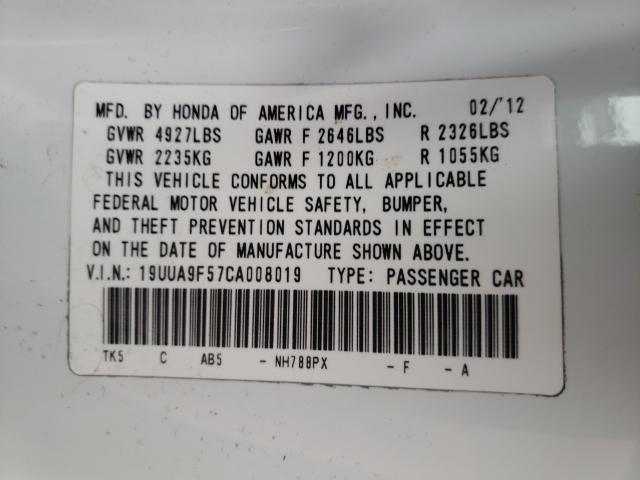 MFD. BY HONDA OF AMERICA MFG., INC. 02/'12
GVWR 4927LBS GAWR F 2646LBS R 2326LBS
GVWR 2235KG GAWR F 1200KG R 1055KG
THIS VEHICLE CONFORMS TO ALL APPLICABLE
FEDERAL MOTOR VEHICLE SAFETY, BUMPER,
AND THEFT PREVENTION STANDARDS IN EFFECT
ON THE DATE OF MANUFACTURE SHOWN ABOVE.
V.I.N.: 19UUA9F57CA008019 TYPE: PASSENGER CAR
TK5 C AB5 - NH788PX - F - A